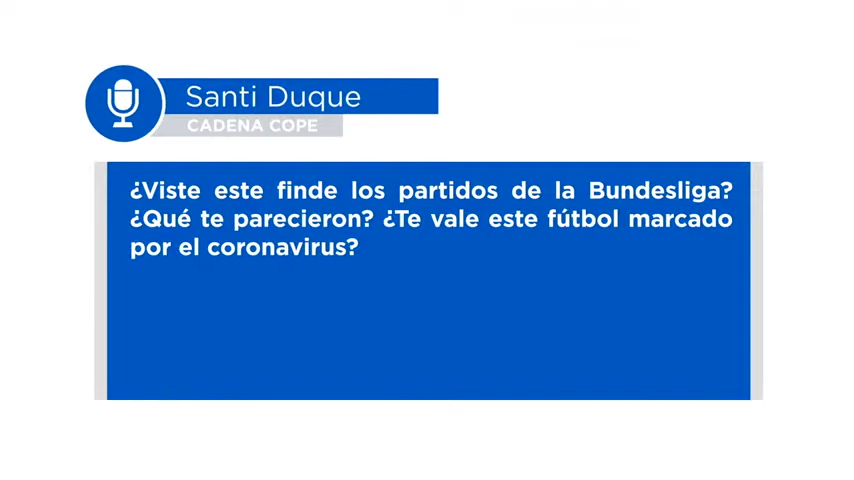 Santi Duque
CADENA COPE
¿Viste este finde los partidos de la Bundesliga?
¿Qué te parecieron? ¿Te vale este fútbol marcado
por el coronavirus?